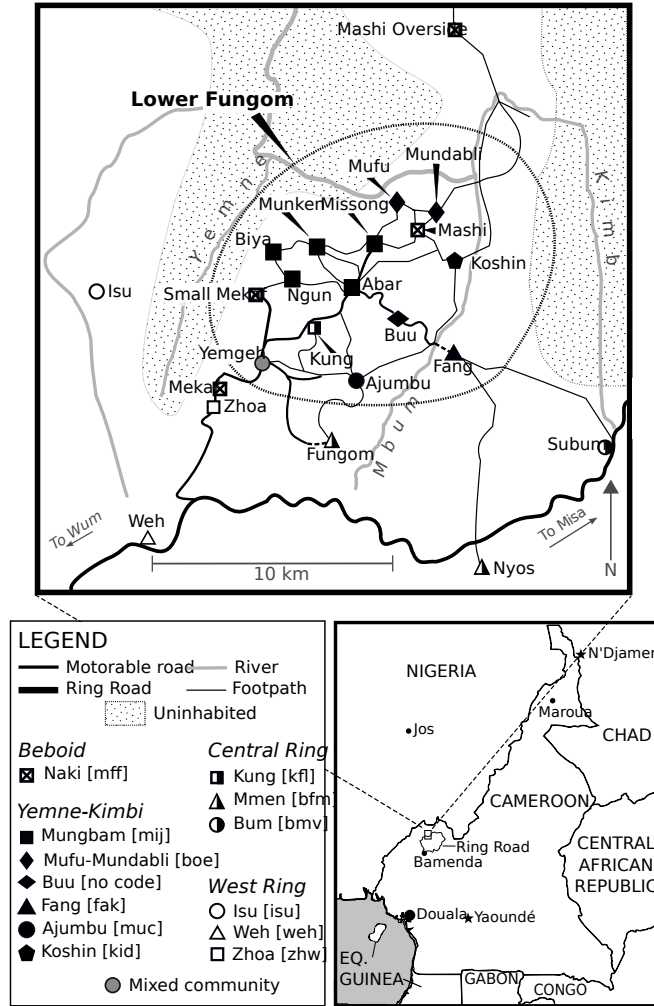 Mashi Overside
Lower Fungom
Mufu
Mundabli
Munken
Missong
Mashi
Biya
Koshin
Isu
Small Mek
Ngun
Abar
Buu
Yemgeh
Kung
Fang
Meka
Ajumbu
Zhoa
Yemne
Kimb
Mbum
Fungom
Subum
To Wum
Weh
To Misa
10 km
Nyos
N
LEGEND
Motorable road
River
Ring Road
Footpath
Uninhabited
Beboid
Naki [mff]
Yemne-Kimbi
Mungbam [mij]
Mufu-Mundabli [boe]
Buu [no code]
Fang [fak]
Ajumbu [muc]
Koshin [kid]
Central Ring
Kung [kfl]
Mmen [bfm]
Bum [bmv]
West Ring
Isu [isu]
Weh [weh]
Zhoa [zhw]
Mixed community
NIGERIA
N'Djamen
Maroua
Jos
CHAD
CAMEROON
Ring Road
Bamenda
CENTRAL
AFRICAN
REPUBLIC
Douala
Yaoundé
EQ.
GUINEA
GABON
CONGO